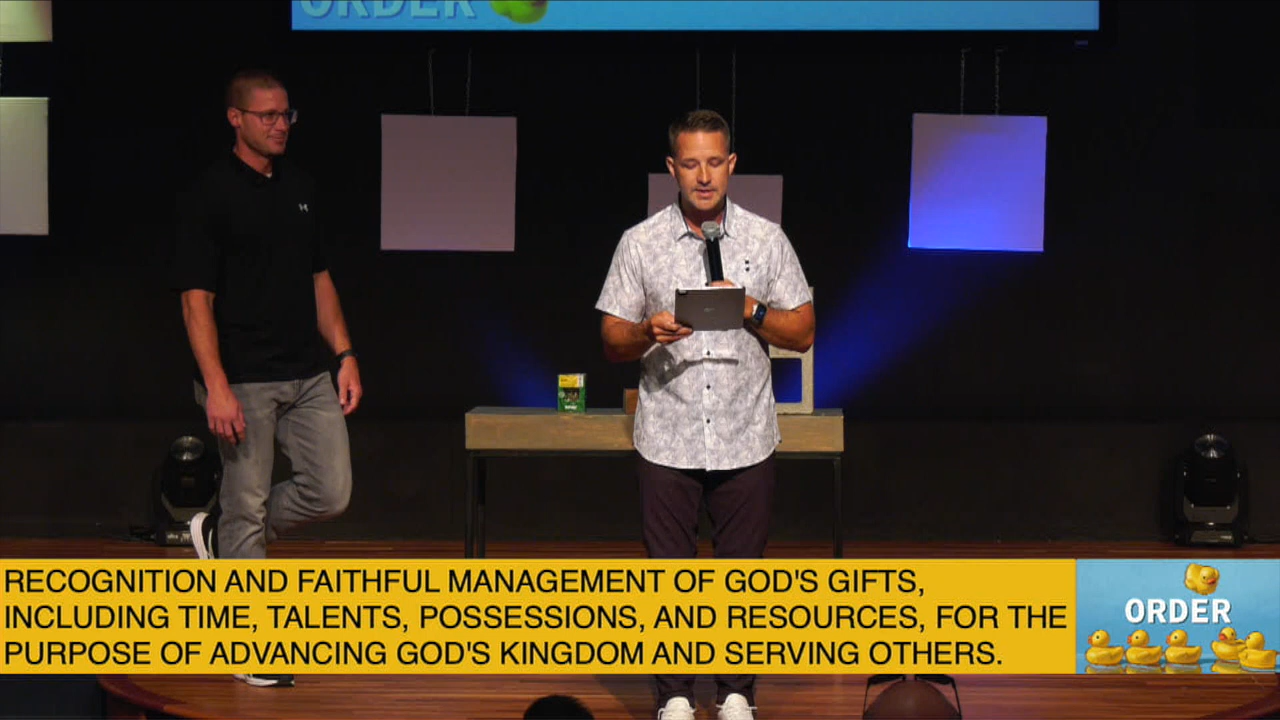 ORDER
RECOGNITION AND FAITHFUL MANAGEMENT OF GOD'S GIFTS,
INCLUDING TIME, TALENTS, POSSESSIONS, AND RESOURCES, FOR THE
PURPOSE OF ADVANCING GOD'S KINGDOM AND SERVING OTHERS.
ORDER